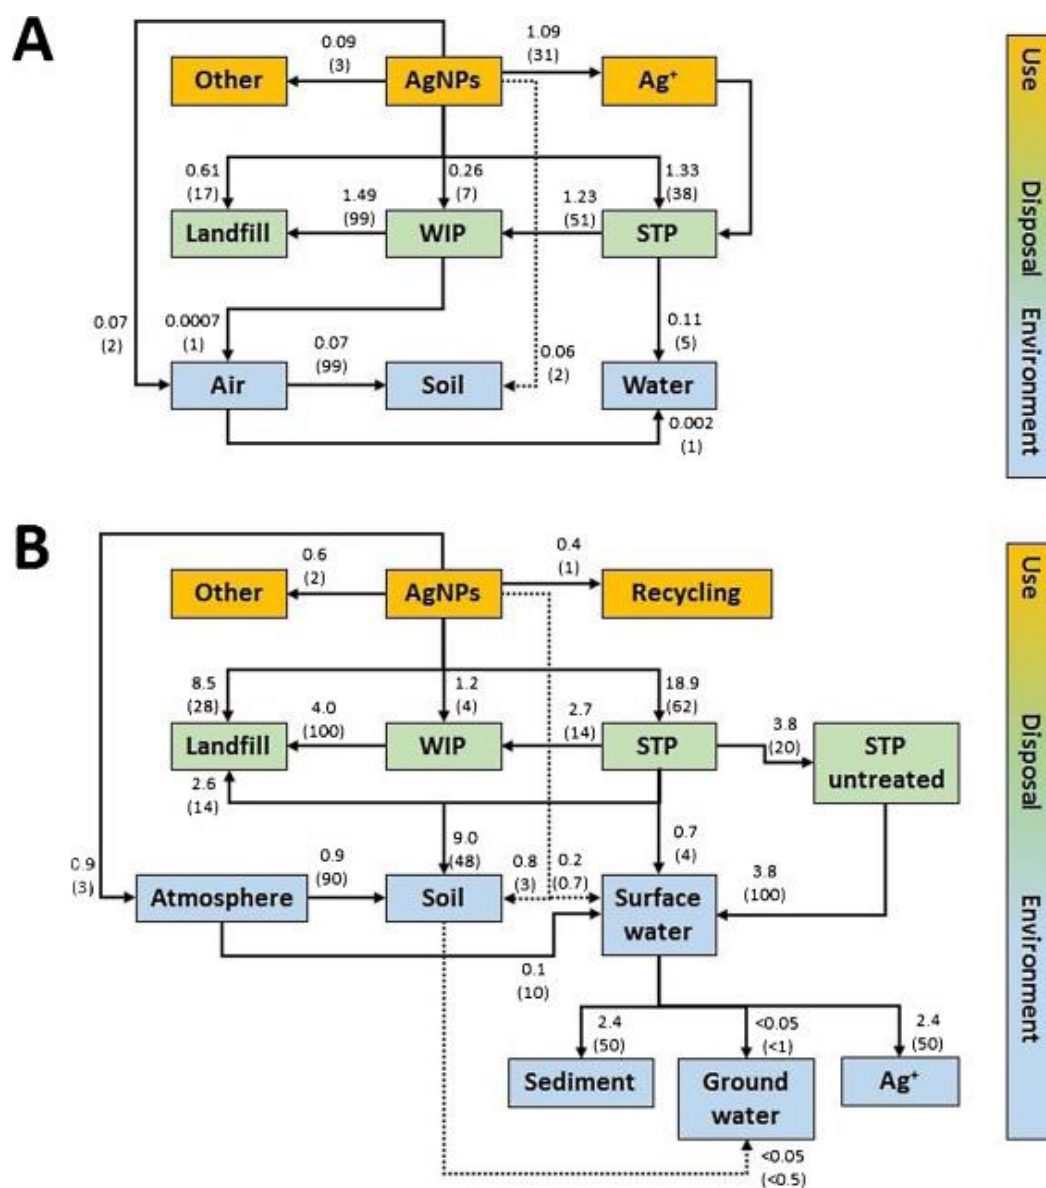 A
0.09
(3)
1.09
(31)
Other
AgNPs
Ag⁺
0.61
(17)
0.26
(7)
1.33
(38)
1.49
(99)
1.23
(51)
Landfill
WIP
STP
0.07
(2)
0.0007
(1)
0.07
(99)
0.06
(2)
0.11
(5)
Air
Soil
Water
0.002
(1)
Use
Disposal
Environment
B
0.6
(2)
0.4
(1)
Other
AgNPs
Recycling
8.5
(28)
1.2
(4)
18.9
(62)
4.0
(100)
2.7
(14)
3.8
(20)
Landfill
WIP
STP
STP
untreated
2.6
(14)
9.0
(48)
0.7
(4)
0.9
(3)
0.9
(90)
0.8
(3)
0.2
(0.7)
3.8
(100)
Atmosphere
Soil
Surface
water
0.1
(10)
2.4
(50)
<0.05
(<1)
2.4
(50)
Sediment
Ground
water
Ag⁺
<0.05
(<0.5)
Use
Disposal
Environment